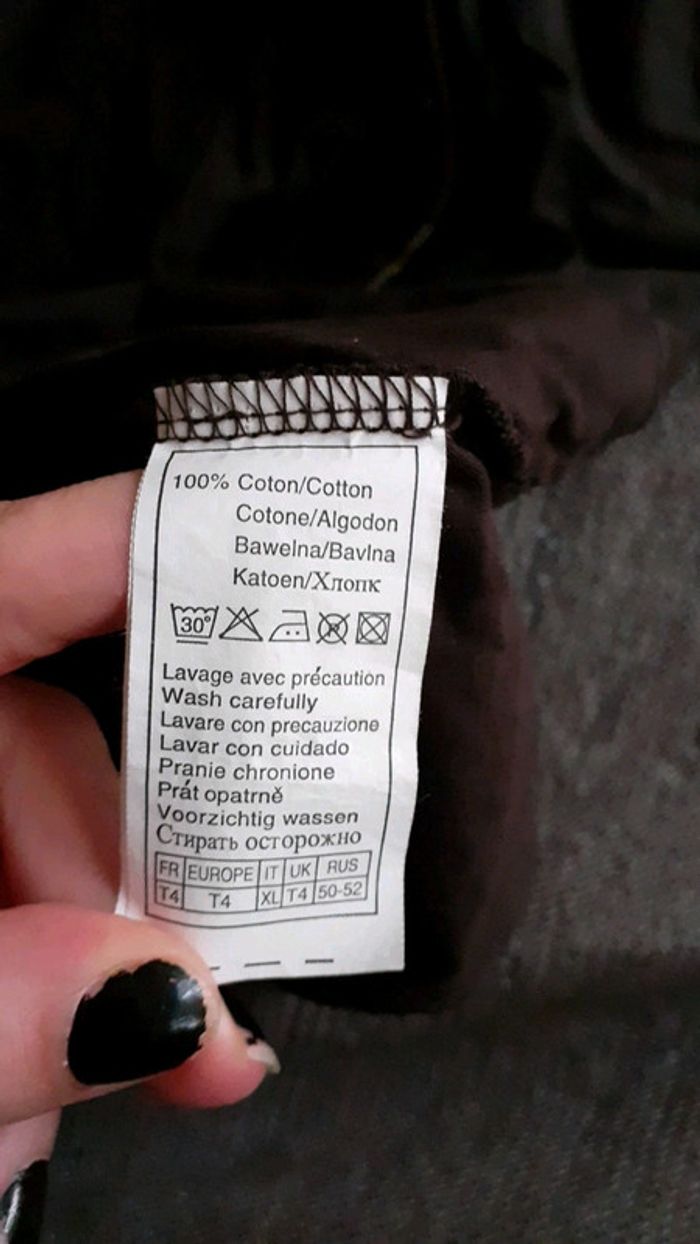 100% Coton/Cotton
Cotone/Algodon
Bawelna/Bavlna
Katoen/Хлопк
30°
Lavage avec précaution
Wash carefully
Lavare con precauzione
Lavar con cuidado
Pranie chronione
Prát opatrně
Voorzichtig wassen
Стирать осторожно
FR EUROPE IT UK RUS
T4 T4 XL T4 50-52